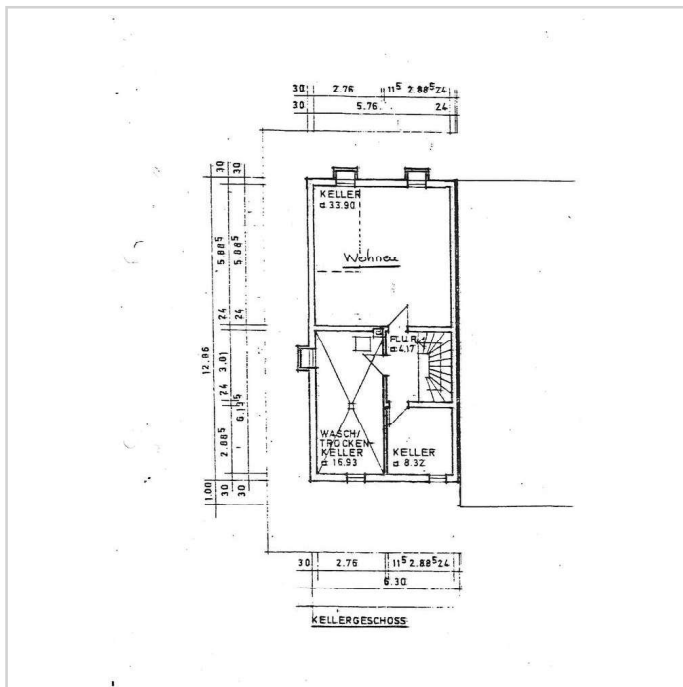 30 2.76 11⁵ 2.88⁵ 24
30 5.76 24
30 30
KELLER
¤ 33.90
Wohnen
5.88⁵ 5.88⁵
24 24
FLUR
¤ 4.17
12.86
3.01
24
6.13⁵
2.88⁵
WASCH/
TROCKEN-
KELLER
¤ 16.93
KELLER
¤ 8.32
1.00 30 30
30 2.76 11⁵ 2.88⁵ 24
6.30
KELLERGESCHOSS